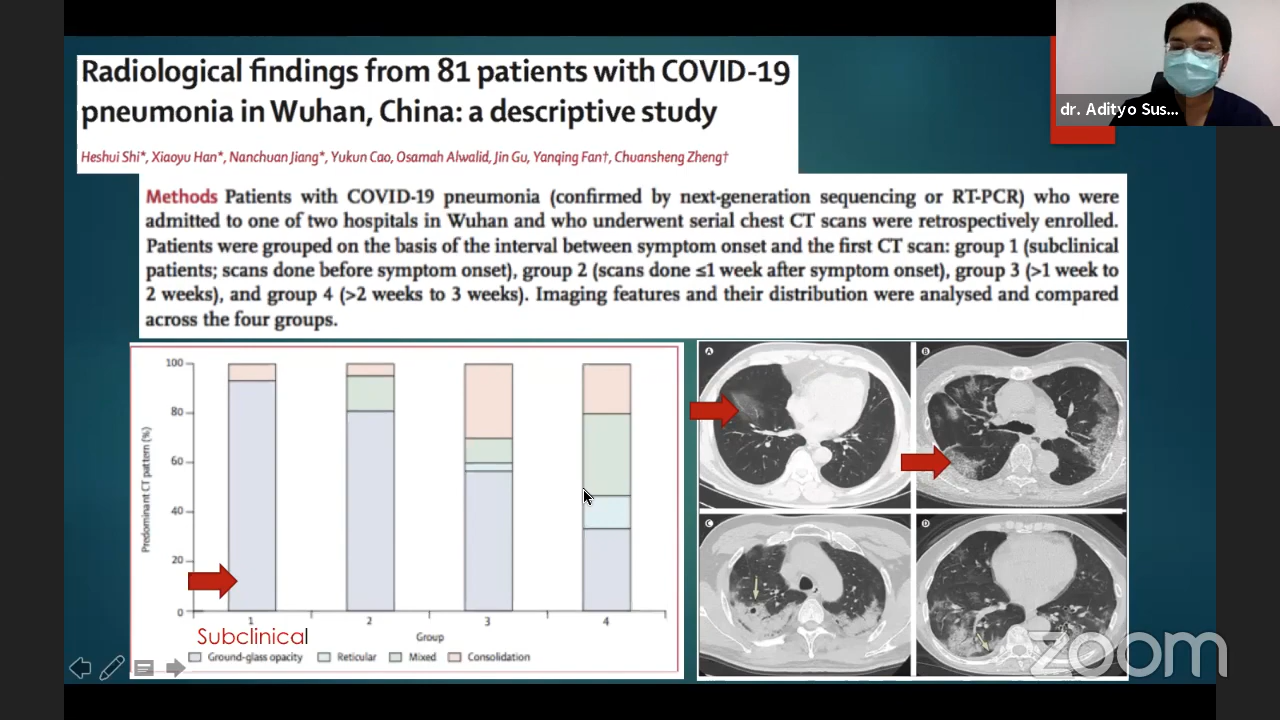 Radiological findings from 81 patients with COVID-19
pneumonia in Wuhan, China: a descriptive study
Heshui Shi*, Xiaoyu Han*, Nanchuan Jiang*, Yukun Cao, Osamah Alwalid, Jin Gu, Yanqing Fan†, Chuansheng Zheng†
dr. Adityo Sus...
Methods Patients with COVID-19 pneumonia (confirmed by next-generation sequencing or RT-PCR) who were
admitted to one of two hospitals in Wuhan and who underwent serial chest CT scans were retrospectively enrolled.
Patients were grouped on the basis of the interval between symptom onset and the first CT scan: group 1 (subclinical
patients; scans done before symptom onset), group 2 (scans done ≤1 week after symptom onset), group 3 (>1 week to
2 weeks), and group 4 (>2 weeks to 3 weeks). Imaging features and their distribution were analysed and compared
across the four groups.
Predominant CT pattern (%)
100
80
60
40
20
0
1 2 3 4
Subclinical
Group
Ground-glass opacity Reticular Mixed Consolidation
A B
C D
zoom